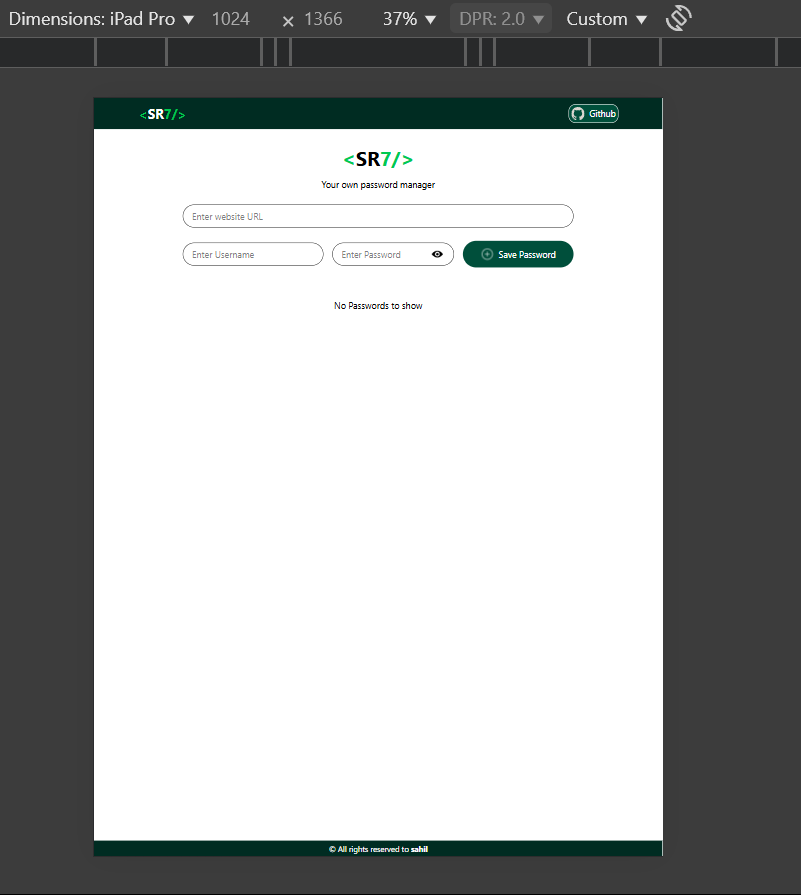 Dimensions: iPad Pro ▼ 1024 × 1366 37% ▼ DPR: 2.0 ▼ Custom ▼
<SR7/> Github
<SR7/>
Your own password manager
Enter website URL
Enter Username Enter Password Save Password
No Passwords to show
© All rights reserved to sahil